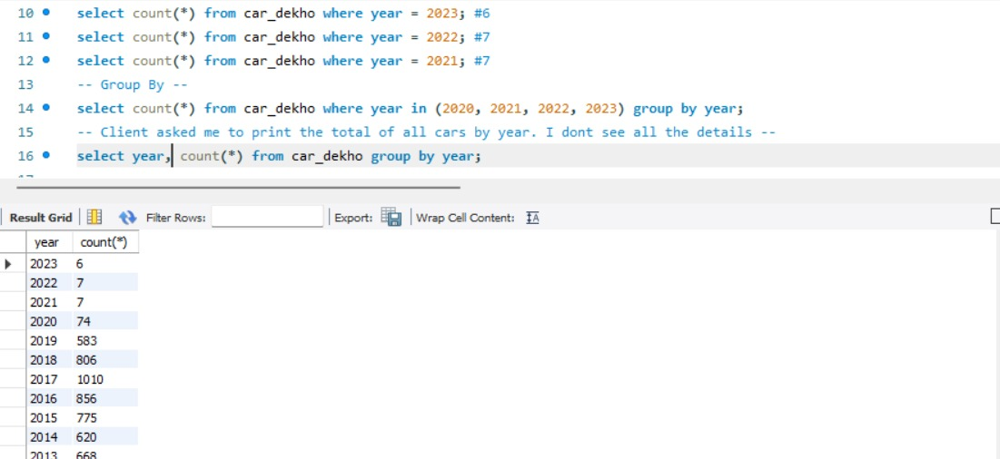 10 select count(*) from car_dekho where year = 2023; #6
11 select count(*) from car_dekho where year = 2022; #7
12 select count(*) from car_dekho where year = 2021; #7
13 -- Group By --
14 select count(*) from car_dekho where year in (2020, 2021, 2022, 2023) group by year;
15 -- Client asked me to print the total of all cars by year. I dont see all the details --
16 select year, count(*) from car_dekho group by year;
Result Grid Filter Rows: Export: Wrap Cell Content: IA
year count(*)
2023 6
2022 7
2021 7
2020 74
2019 583
2018 806
2017 1010
2016 856
2015 775
2014 620
2013 668